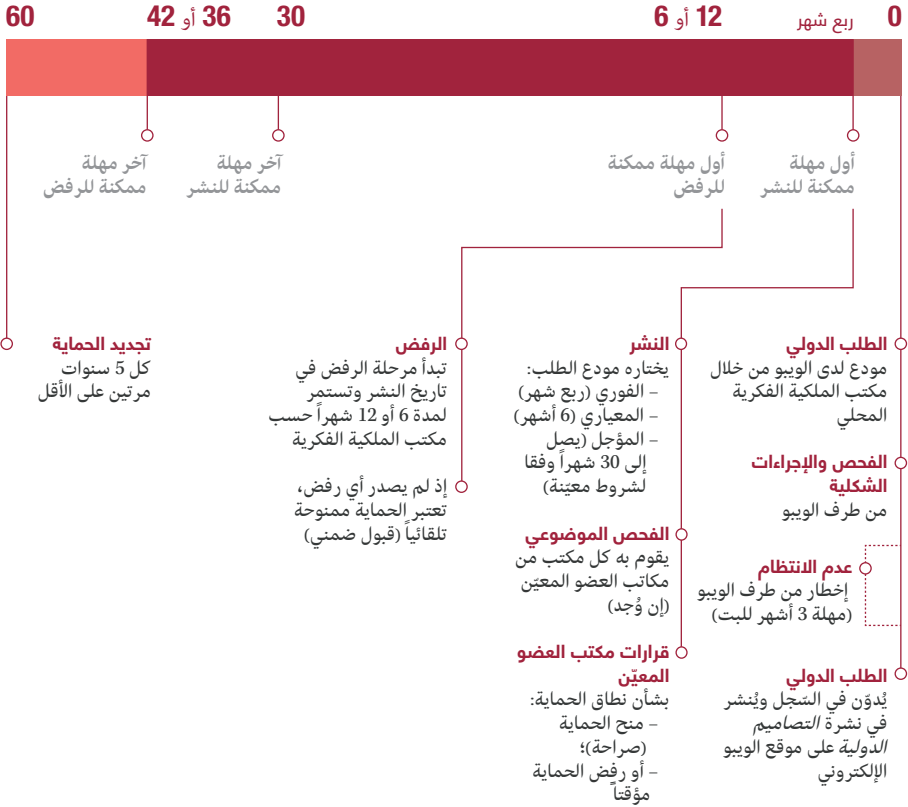 0
ربع شهر
6 أو 12
30
36 أو 42
60
أول مهلة
ممكنة للنشر
أول مهلة ممكنة
للرفض
آخر مهلة
ممكنة للنشر
آخر مهلة
ممكنة للرفض
الطلب الدولي
مودع لدى الويبو من خلال
مكتب الملكية الفكرية
المحلي
الفحص والإجراءات
الشكلية
من طرف الويبو
عدم الانتظام
إخطار من طرف الويبو
(مهلة 3 أشهر للبت)
الطلب الدولي
يُدوّن في السّجل ويُنشر
في نشرة التصاميم
الدولية على موقع الويبو
الإلكتروني
النشر
يختاره مودع الطلب:
– الفوري (ربع شهر)
– المعياري (6 أشهر)
– المؤجل (يصل
إلى 30 شهراً وفقا
لشروط معيّنة)
الفحص الموضوعي
يقوم به كل مكتب من
مكاتب العضو المعيّن
(إن وُجد)
قرارات مكتب العضو
المعيّن
بشأن نطاق الحماية:
– منح الحماية
(صراحة)؛
– أو رفض الحماية
مؤقتاً
الرفض
تبدأ مرحلة الرفض في
تاريخ النشر وتستمر
لمدة 6 أو 12 شهراً حسب
مكتب الملكية الفكرية
إذ لم يصدر أي رفض،
تعتبر الحماية ممنوحة
تلقائياً (قبول ضمني)
تجديد الحماية
كل 5 سنوات
مرتين على الأقل